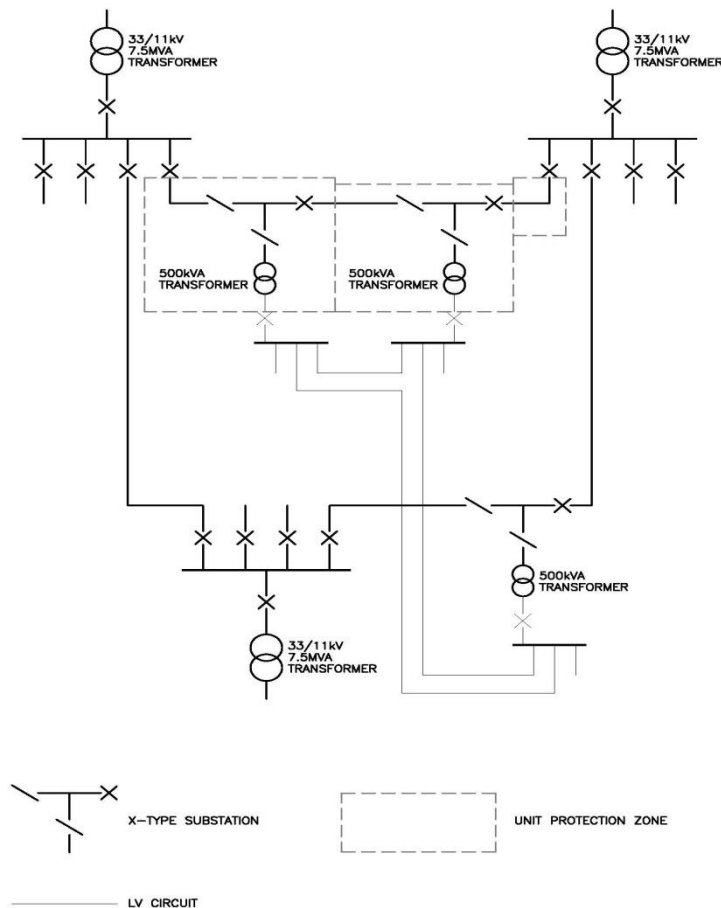 33/11kV
7.5MVA
TRANSFORMER
33/11kV
7.5MVA
TRANSFORMER
500kVA
TRANSFORMER
500kVA
TRANSFORMER
500kVA
TRANSFORMER
33/11kV
7.5MVA
TRANSFORMER
X-TYPE SUBSTATION
UNIT PROTECTION ZONE
LV CIRCUIT